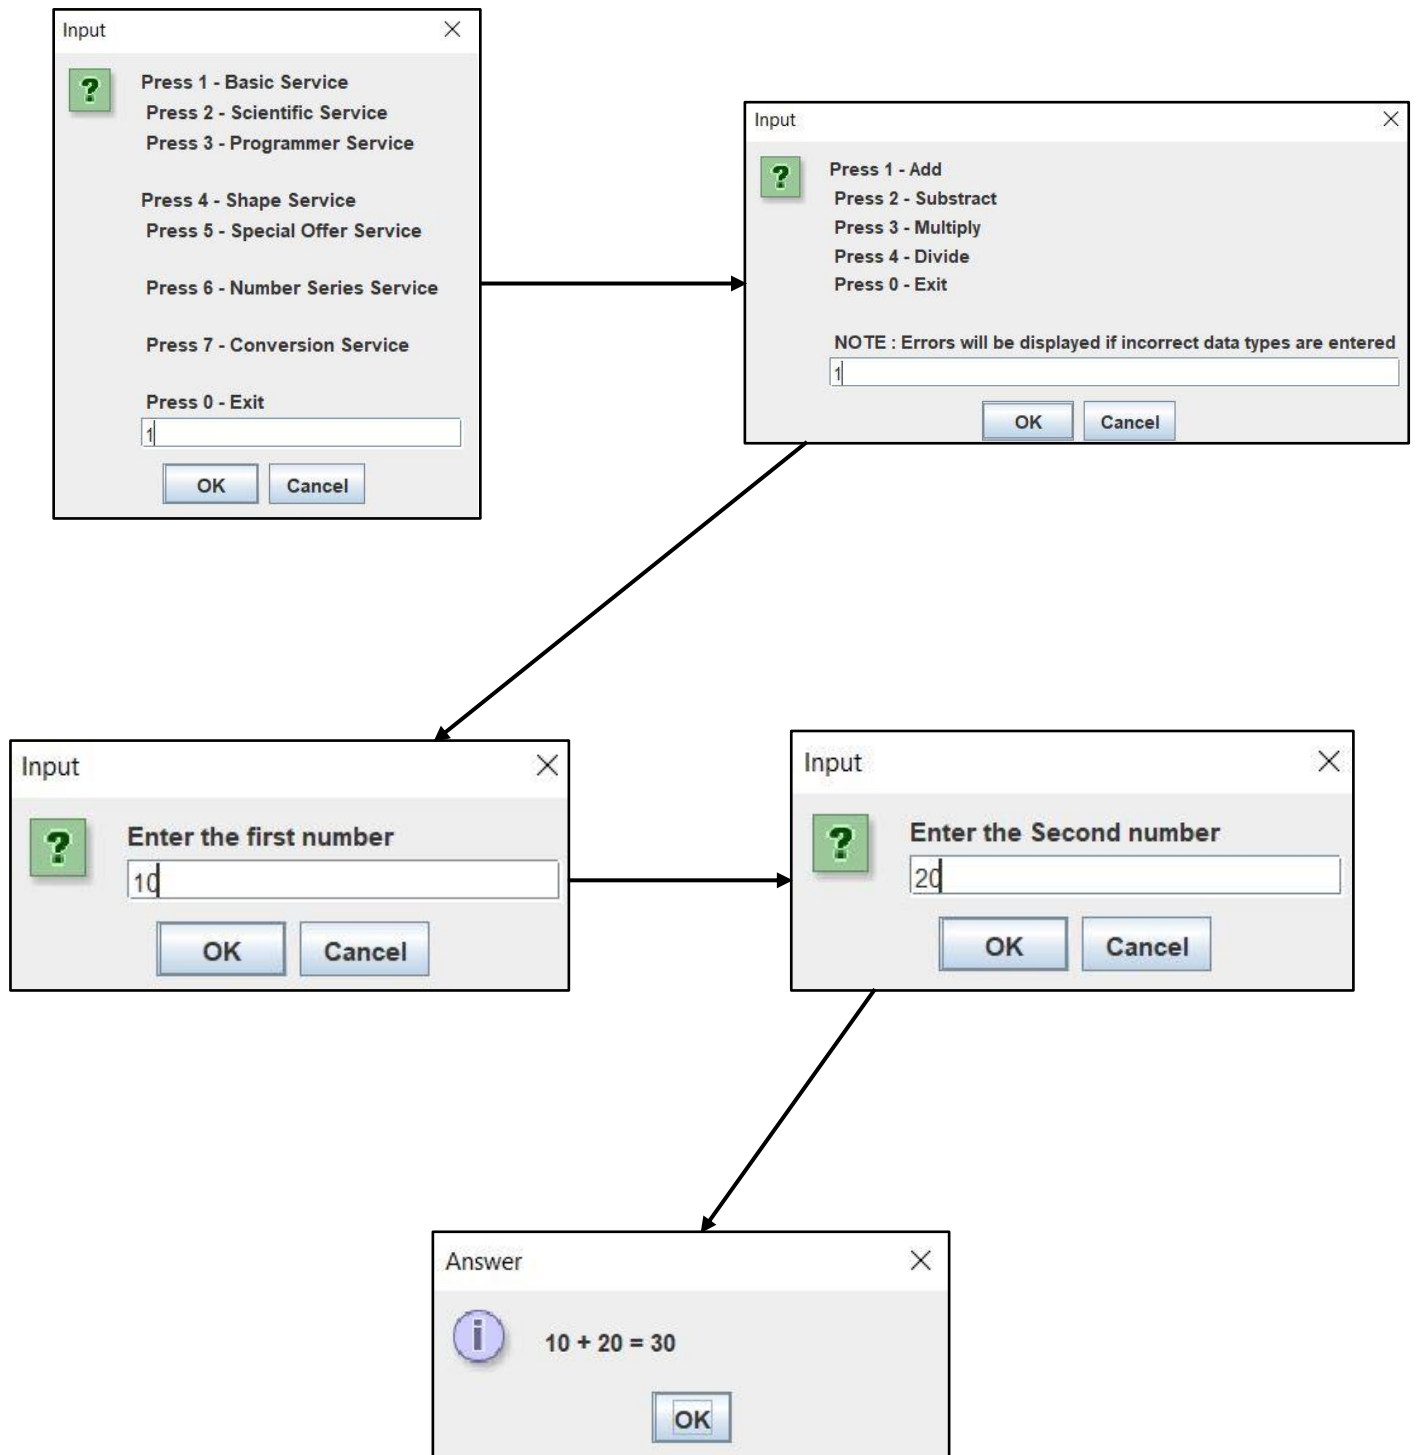 Input
Press 1 - Basic Service
Press 2 - Scientific Service
Press 3 - Programmer Service
Press 4 - Shape Service
Press 5 - Special Offer Service
Press 6 - Number Series Service
Press 7 - Conversion Service
Press 0 - Exit
1
OK Cancel
Input
Press 1 - Add
Press 2 - Substract
Press 3 - Multiply
Press 4 - Divide
Press 0 - Exit
NOTE : Errors will be displayed if incorrect data types are entered
1
OK Cancel
Input
Enter the first number
10
OK Cancel
Input
Enter the Second number
20
OK Cancel
Answer
10 + 20 = 30
OK